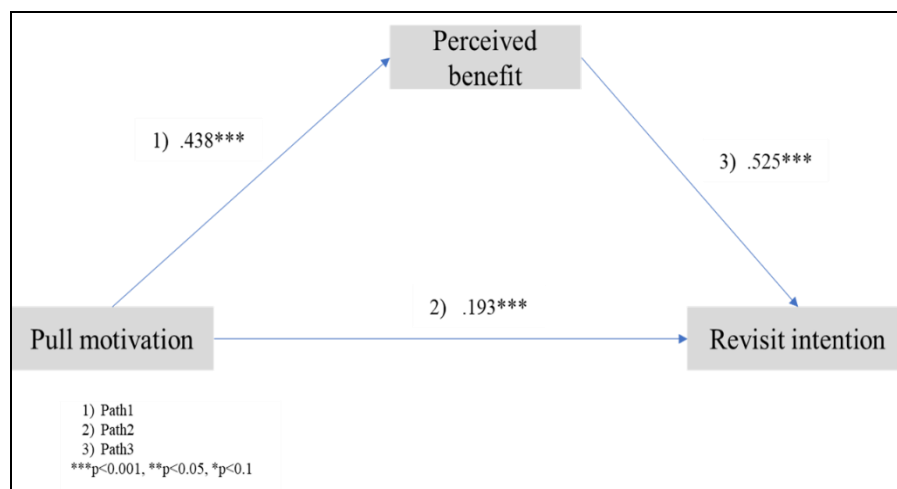 Perceived
benefit
1) .438***
3) .525***
2) .193***
Pull motivation
Revisit intention
1) Path1
2) Path2
3) Path3
***p<0.001, **p<0.05, *p<0.1